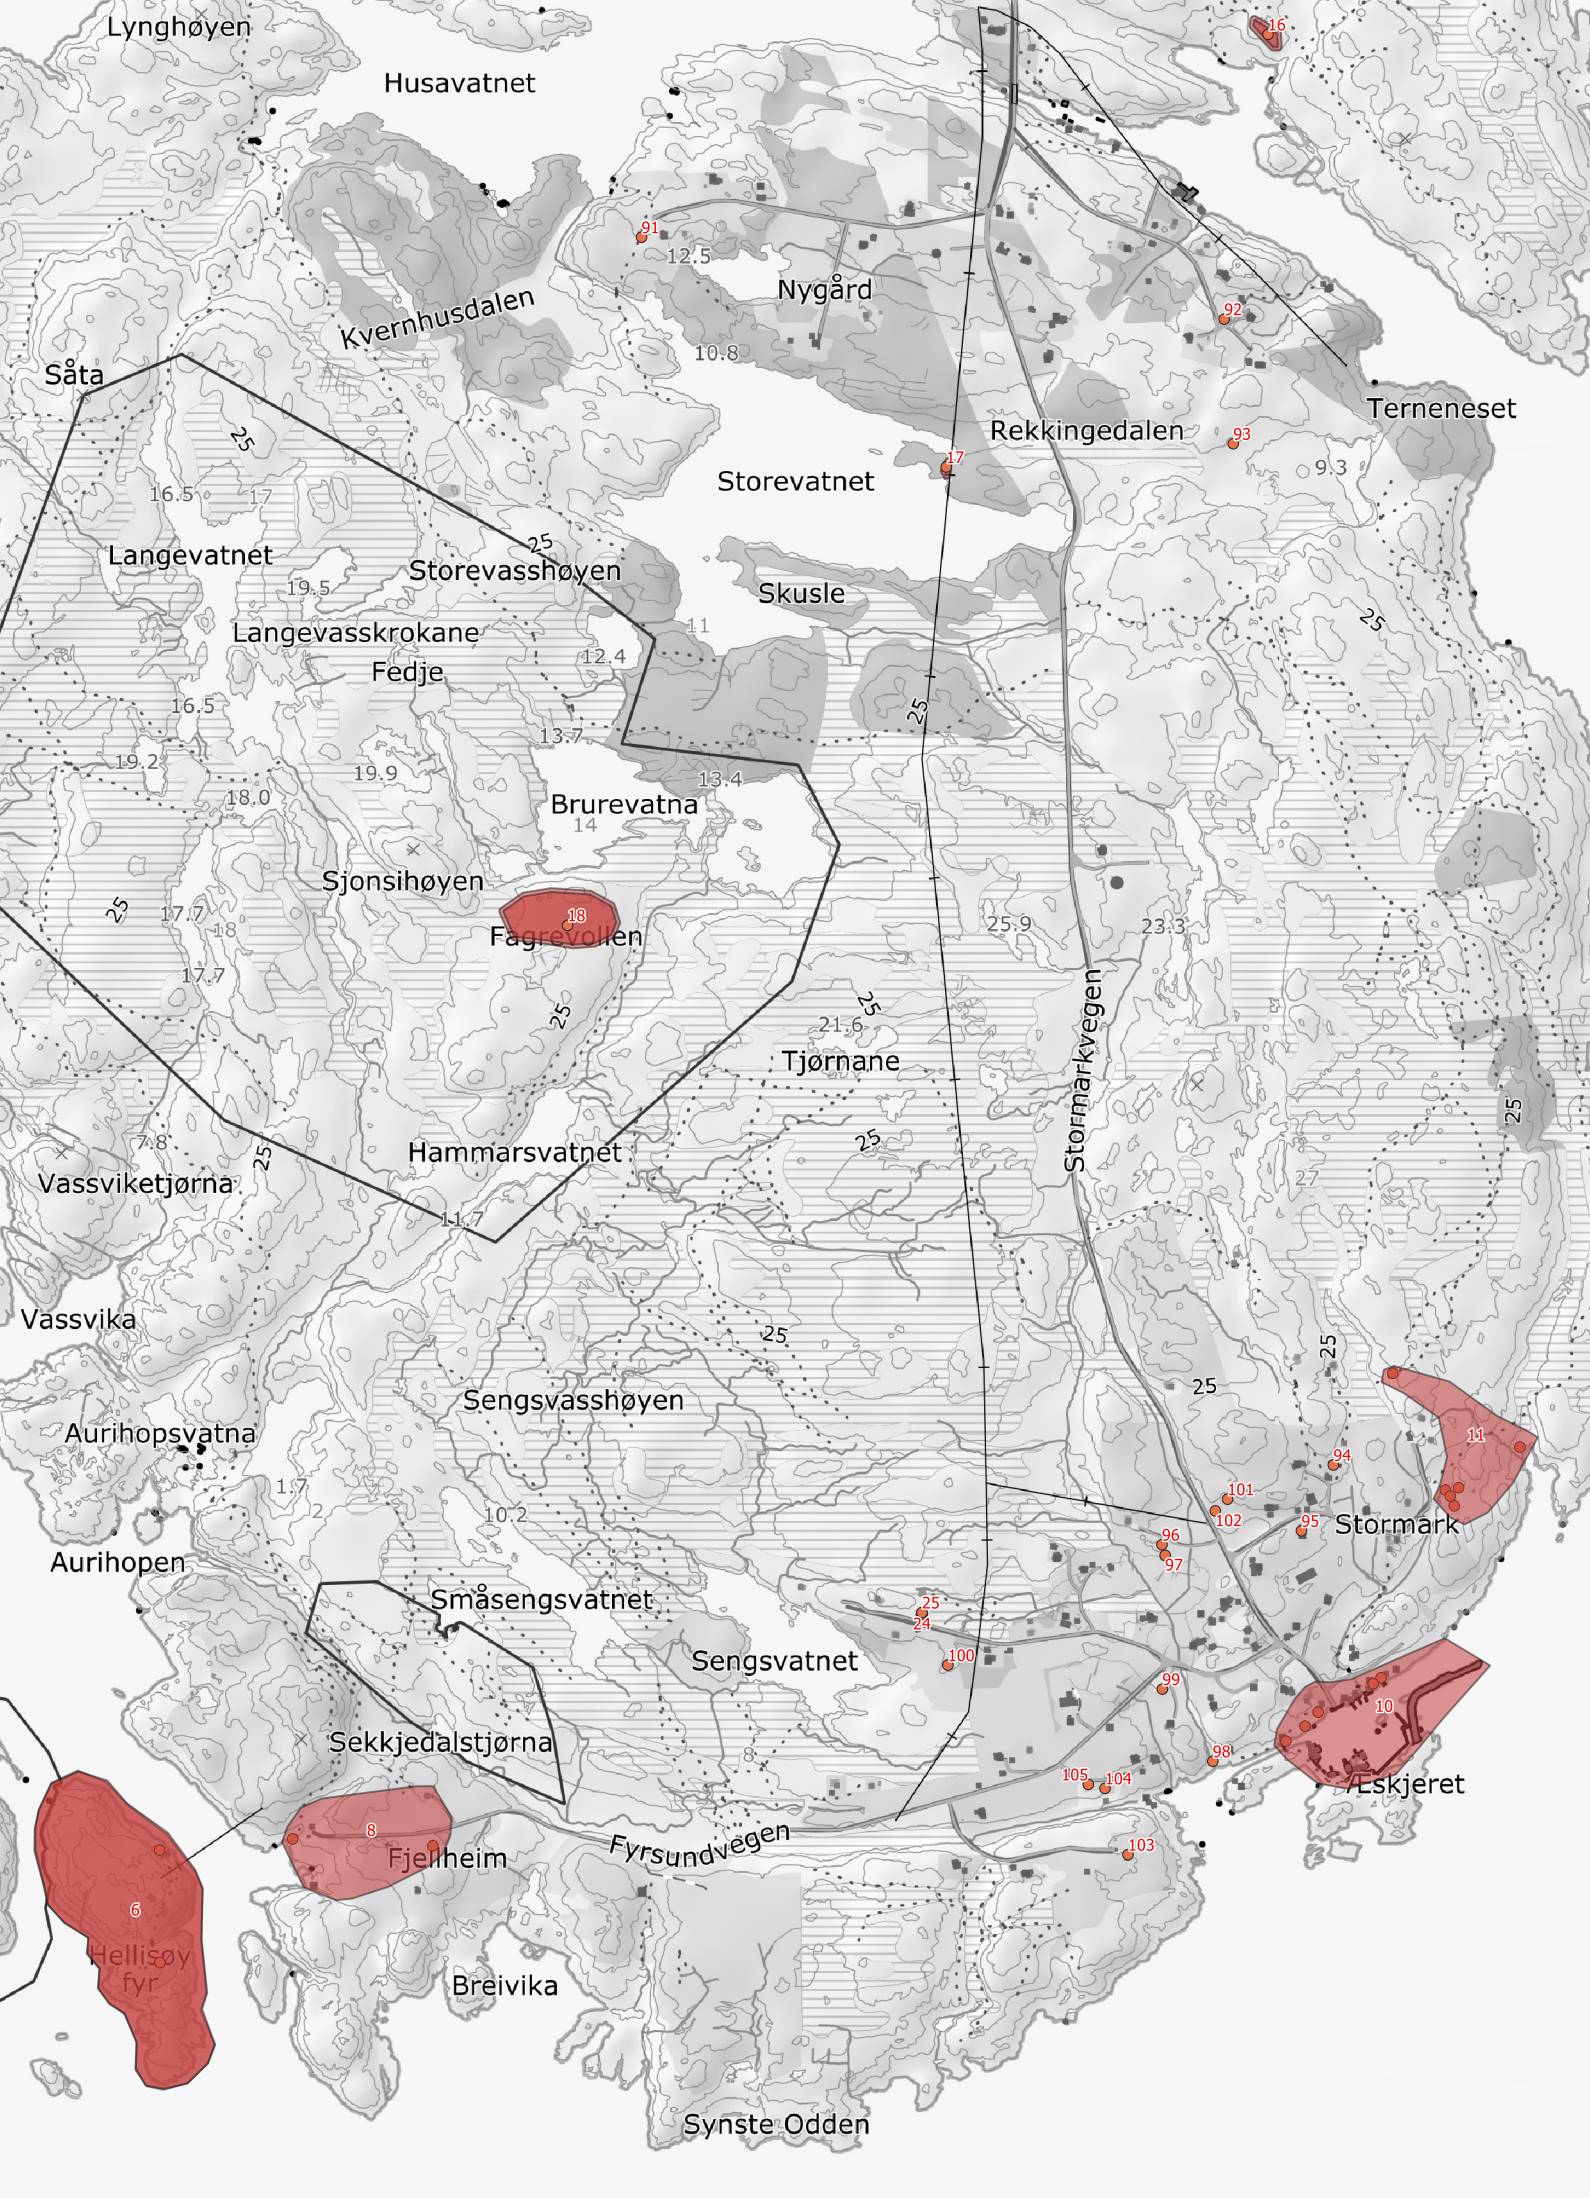 Lynghøyen
16
Husavatnet
91
12.5
Nygård
Kvernhusdalen
92
10.8
Såta
Terneneset
Rekkingedalen
93
25
17
9.3
Storevatnet
16.5
17
25
Langevatnet
Storevasshøyen
19.5
Skusle
25
11
Langevasskrokane
12.4
Fedje
16.5
25
13.7
19.2
19.9
13.4
18.0
Brurevatna
14
Sjonsihøyen
25
17.7
18
18
25.9
23.3
Fagrevollen
17.7
25
25
21.6
Stormarkvegen
Tjørnane
25
25
7.8
25
Hammarsvatnet
Vassviketjørna
27
11.7
Vassvika
25
25
25
Sengsvasshøyen
Aurihopsvatna
11
94
1.7
2
101
10.2
102
95
Stormark
96
97
Aurihopen
Småsengsvatnet
25
24
Sengsvatnet
100
99
10
Sekkjedalstjørna
8
98
105
104
Æskjeret
8
Fyrsundvegen
103
Fjellheim
6
Hellisøy
fyr
Breivika
Synste Odden